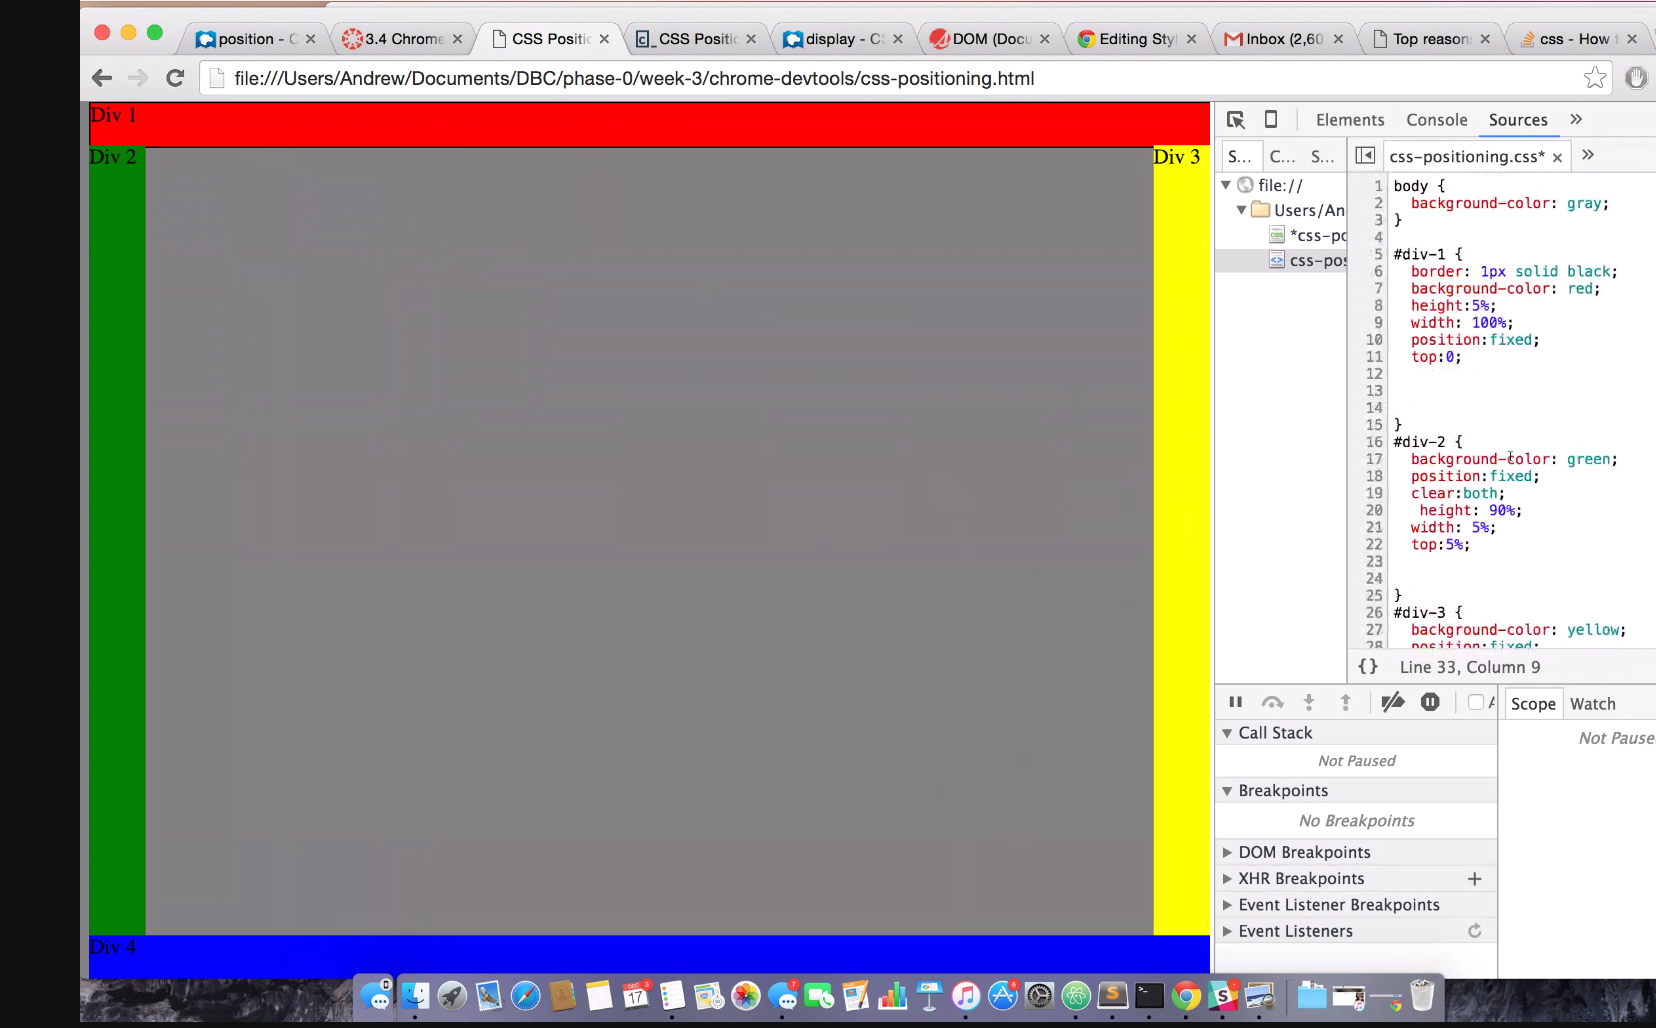 position - C
3.4 Chrome
CSS Positic
CSS Positic
display - CS
DOM (Docu
Editing Styl
Inbox (2,60
Top reason
css - How t
file:///Users/Andrew/Documents/DBC/phase-0/week-3/chrome-devtools/css-positioning.html
Div 1
Div 2
Div 3
Div 4
Elements Console Sources »
S... C... S... css-positioning.css* × »
file://
Users/An
*css-po
css-pos
1 body {
2 background-color: gray;
3 }
4
5 #div-1 {
6 border: 1px solid black;
7 background-color: red;
8 height:5%;
9 width: 100%;
10 position:fixed;
11 top:0;
12
13
14
15 }
16 #div-2 {
17 background-color: green;
18 position:fixed;
19 clear:both;
20 height: 90%;
21 width: 5%;
22 top:5%;
23
24
25 }
26 #div-3 {
27 background-color: yellow;
28 position:fixed;
{} Line 33, Column 9
Scope Watch
Call Stack
Not Paused
Not Pause
Breakpoints
No Breakpoints
DOM Breakpoints
XHR Breakpoints +
Event Listener Breakpoints
Event Listeners
17